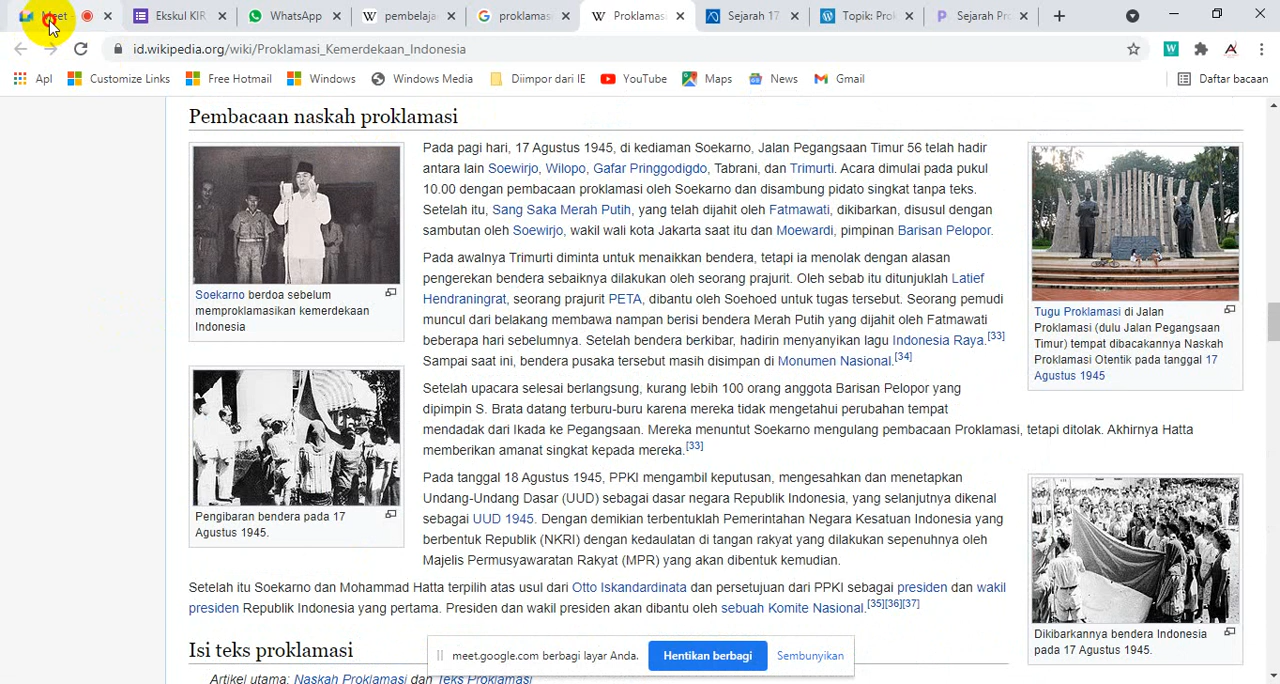 Meet
Ekskul KIR
WhatsApp
pembelaja
proklamas
Proklamas
Sejarah 17
Topik: Pro
Sejarah Pr
id.wikipedia.org/wiki/Proklamasi_Kemerdekaan_Indonesia
Apl
Customize Links
Free Hotmail
Windows
Windows Media
Diimpor dari IE
YouTube
Maps
News
Gmail
Daftar bacaan
Pembacaan naskah proklamasi
Soekarno berdoa sebelum
memproklamasikan kemerdekaan
Indonesia
Pengibaran bendera pada 17
Agustus 1945.
Pada pagi hari, 17 Agustus 1945, di kediaman Soekarno, Jalan Pegangsaan Timur 56 telah hadir
antara lain Soewirjo, Wilopo, Gafar Pringgodigdo, Tabrani, dan Trimurti. Acara dimulai pada pukul
10.00 dengan pembacaan proklamasi oleh Soekarno dan disambung pidato singkat tanpa teks.
Setelah itu, Sang Saka Merah Putih, yang telah dijahit oleh Fatmawati, dikibarkan, disusul dengan
sambutan oleh Soewirjo, wakil wali kota Jakarta saat itu dan Moewardi, pimpinan Barisan Pelopor.
Pada awalnya Trimurti diminta untuk menaikkan bendera, tetapi ia menolak dengan alasan
pengerekan bendera sebaiknya dilakukan oleh seorang prajurit. Oleh sebab itu ditunjuklah Latief
Hendraningrat, seorang prajurit PETA, dibantu oleh Soehoed untuk tugas tersebut. Seorang pemudi
muncul dari belakang membawa nampan berisi bendera Merah Putih yang dijahit oleh Fatmawati
beberapa hari sebelumnya. Setelah bendera berkibar, hadirin menyanyikan lagu Indonesia Raya.[33]
Sampai saat ini, bendera pusaka tersebut masih disimpan di Monumen Nasional.[34]
Setelah upacara selesai berlangsung, kurang lebih 100 orang anggota Barisan Pelopor yang
dipimpin S. Brata datang terburu-buru karena mereka tidak mengetahui perubahan tempat
mendadak dari Ikada ke Pegangsaan. Mereka menuntut Soekarno mengulang pembacaan Proklamasi, tetapi ditolak. Akhirnya Hatta
memberikan amanat singkat kepada mereka.[33]
Pada tanggal 18 Agustus 1945, PPKI mengambil keputusan, mengesahkan dan menetapkan
Undang-Undang Dasar (UUD) sebagai dasar negara Republik Indonesia, yang selanjutnya dikenal
sebagai UUD 1945. Dengan demikian terbentuklah Pemerintahan Negara Kesatuan Indonesia yang
berbentuk Republik (NKRI) dengan kedaulatan di tangan rakyat yang dilakukan sepenuhnya oleh
Majelis Permusyawaratan Rakyat (MPR) yang akan dibentuk kemudian.
Setelah itu Soekarno dan Mohammad Hatta terpilih atas usul dari Otto Iskandardinata dan persetujuan dari PPKI sebagai presiden dan wakil
presiden Republik Indonesia yang pertama. Presiden dan wakil presiden akan dibantu oleh sebuah Komite Nasional.[35][36][37]
Tugu Proklamasi di Jalan
Proklamasi (dulu Jalan Pegangsaan
Timur) tempat dibacakannya Naskah
Proklamasi Otentik pada tanggal 17
Agustus 1945
Dikibarkannya bendera Indonesia
pada 17 Agustus 1945.
Isi teks proklamasi
Artikel utama: Naskah Proklamasi dan Teks Proklamasi
meet.google.com berbagi layar Anda.
Hentikan berbagi
Sembunyikan